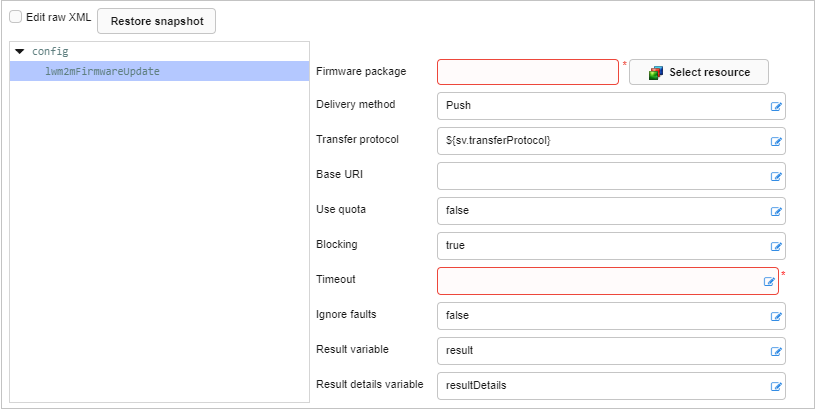 Edit raw XML Restore snapshot
config
lwm2mFirmwareUpdate
Firmware package * Select resource
Delivery method Push
Transfer protocol ${sv.transferProtocol}
Base URI
Use quota false
Blocking true
Timeout *
Ignore faults false
Result variable result
Result details variable resultDetails